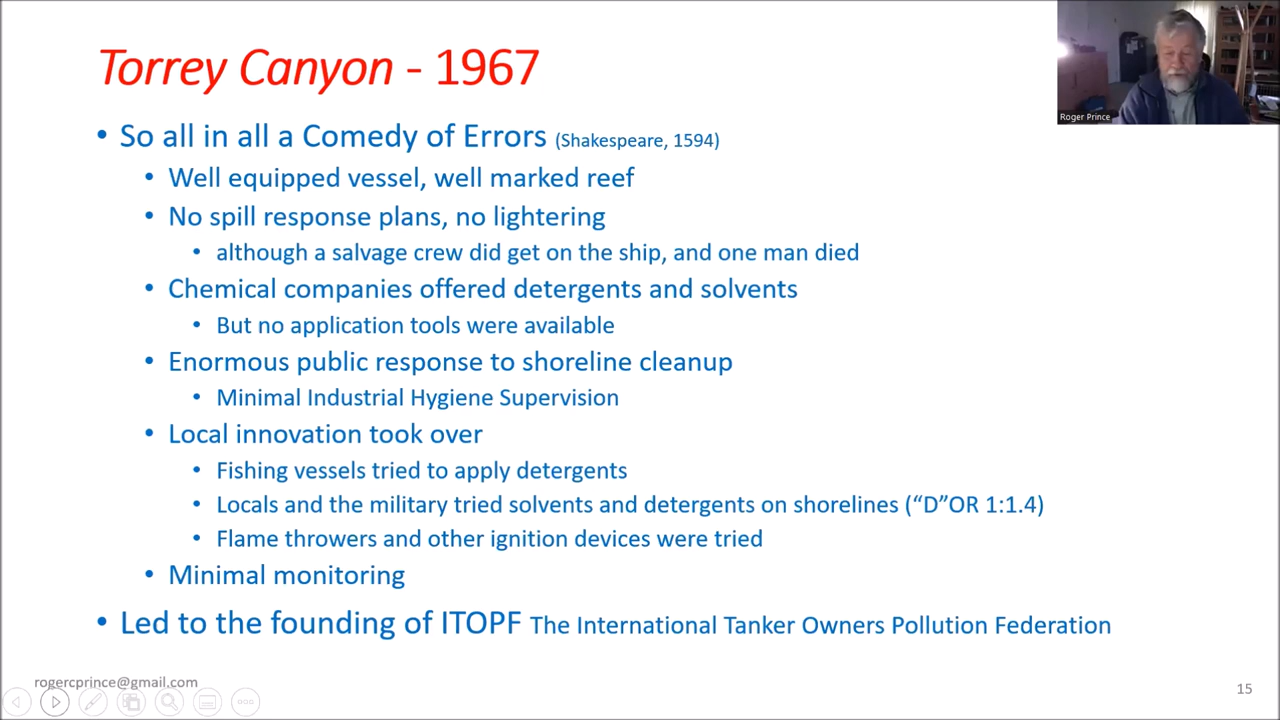 Torrey Canyon - 1967
Roger Prince
• So all in all a Comedy of Errors (Shakespeare, 1594)
• Well equipped vessel, well marked reef
• No spill response plans, no lightering
• although a salvage crew did get on the ship, and one man died
• Chemical companies offered detergents and solvents
• But no application tools were available
• Enormous public response to shoreline cleanup
• Minimal Industrial Hygiene Supervision
• Local innovation took over
• Fishing vessels tried to apply detergents
• Locals and the military tried solvents and detergents on shorelines (“D”OR 1:1.4)
• Flame throwers and other ignition devices were tried
• Minimal monitoring
• Led to the founding of ITOPF The International Tanker Owners Pollution Federation
rogercprince@gmail.com
15